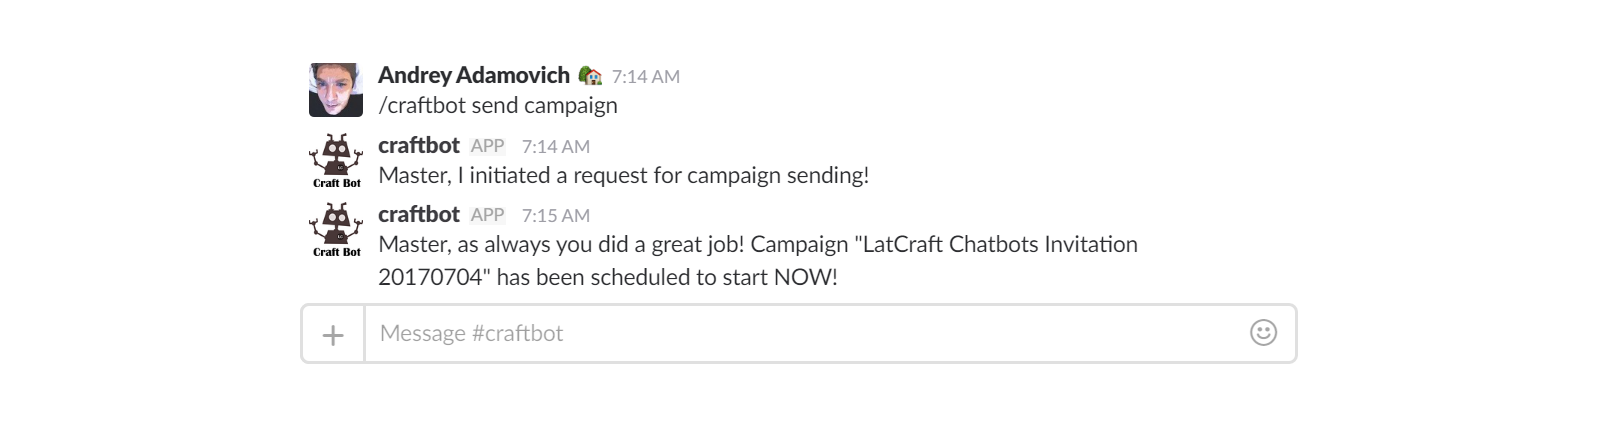 Andrey Adamovich 7:14 AM
/craftbot send campaign
craftbot APP 7:14 AM
Craft Bot
Master, I initiated a request for campaign sending!
craftbot APP 7:15 AM
Craft Bot
Master, as always you did a great job! Campaign "LatCraft Chatbots Invitation
20170704" has been scheduled to start NOW!
+ Message #craftbot